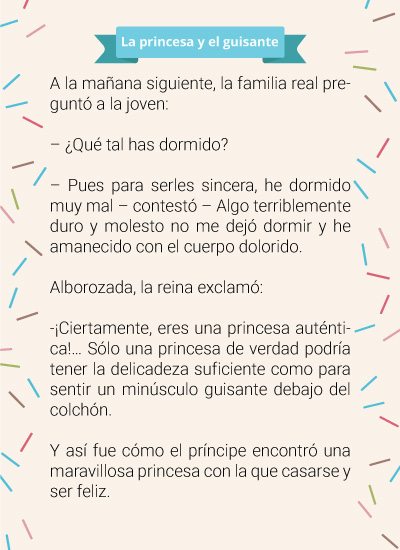 La princesa y el guisante
A la mañana siguiente, la familia real pre-
guntó a la joven:
– ¿Qué tal has dormido?
– Pues para serles sincera, he dormido
muy mal – contestó – Algo terriblemente
duro y molesto no me dejó dormir y he
amanecido con el cuerpo dolorido.
Alborozada, la reina exclamó:
-¡Ciertamente, eres una princesa auténti-
ca!... Sólo una princesa de verdad podría
tener la delicadeza suficiente como para
sentir un minúsculo guisante debajo del
colchón.
Y así fue cómo el príncipe encontró una
maravillosa princesa con la que casarse y
ser feliz.